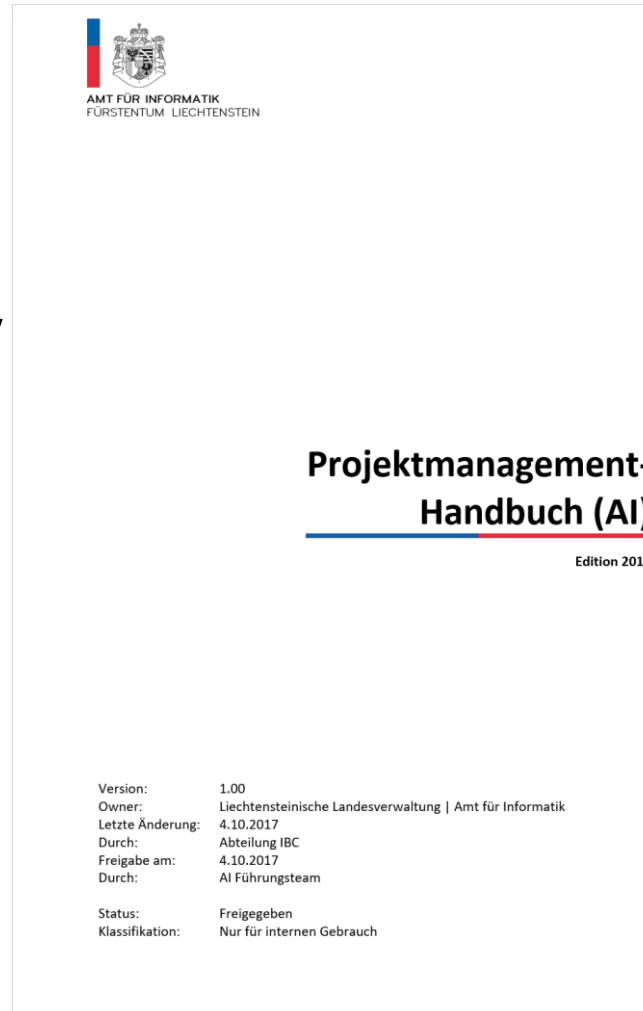 AMT FÜR INFORMATIK
FÜRSTENTUM LIECHTENSTEIN
Projektmanagement-
Handbuch (AI)
Edition 201
Version: 1.00
Owner: Liechtensteinische Landesverwaltung | Amt für Informatik
Letzte Änderung: 4.10.2017
Durch: Abteilung IBC
Freigabe am: 4.10.2017
Durch: AI Führungsteam
Status: Freigegeben
Klassifikation: Nur für internen Gebrauch